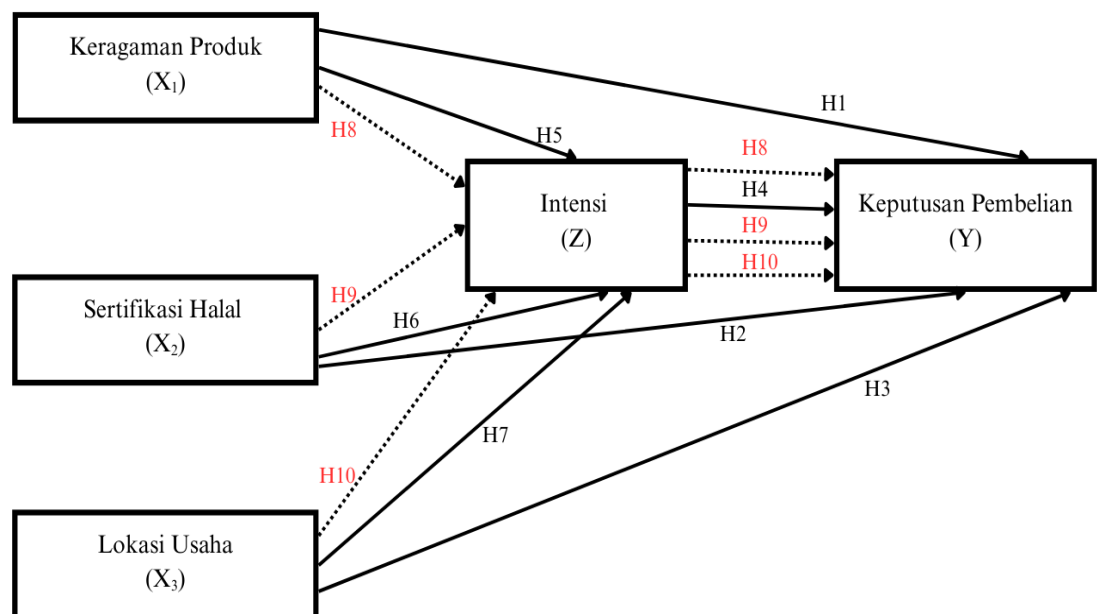 Keragaman Produk
(X₁)
H1
H8
H5
H8
Intensi
(Z)
H4
H9
H10
Keputusan Pembelian
(Y)
Sertifikasi Halal
(X₂)
H9
H6
H2
H3
H7
H10
Lokasi Usaha
(X₃)